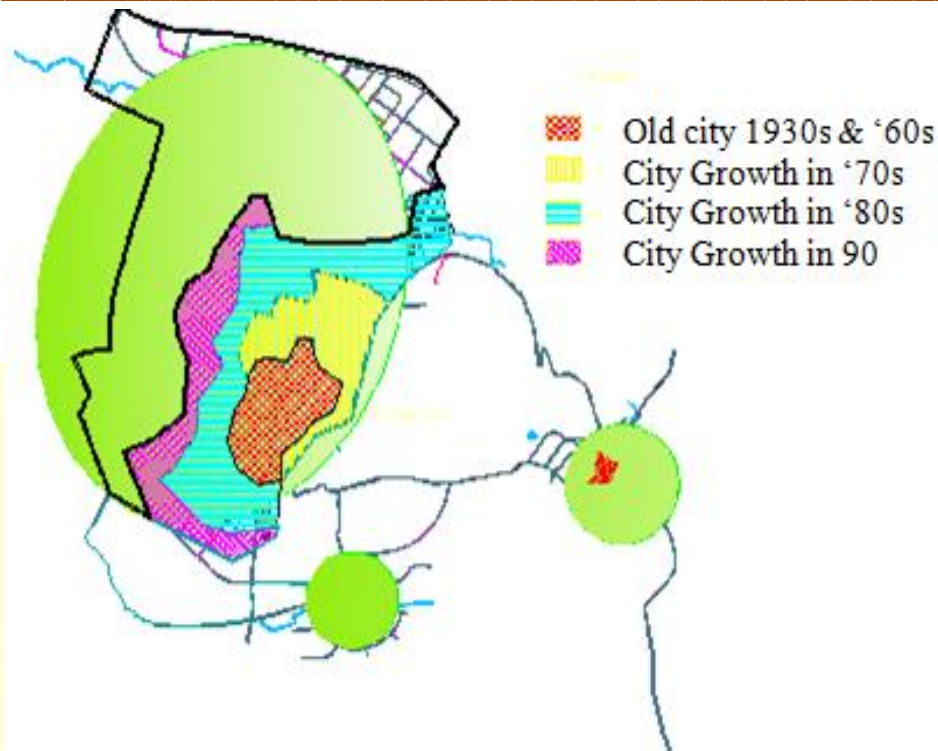 Old city 1930s & ‘60s
City Growth in ‘70s
City Growth in ‘80s
City Growth in 90